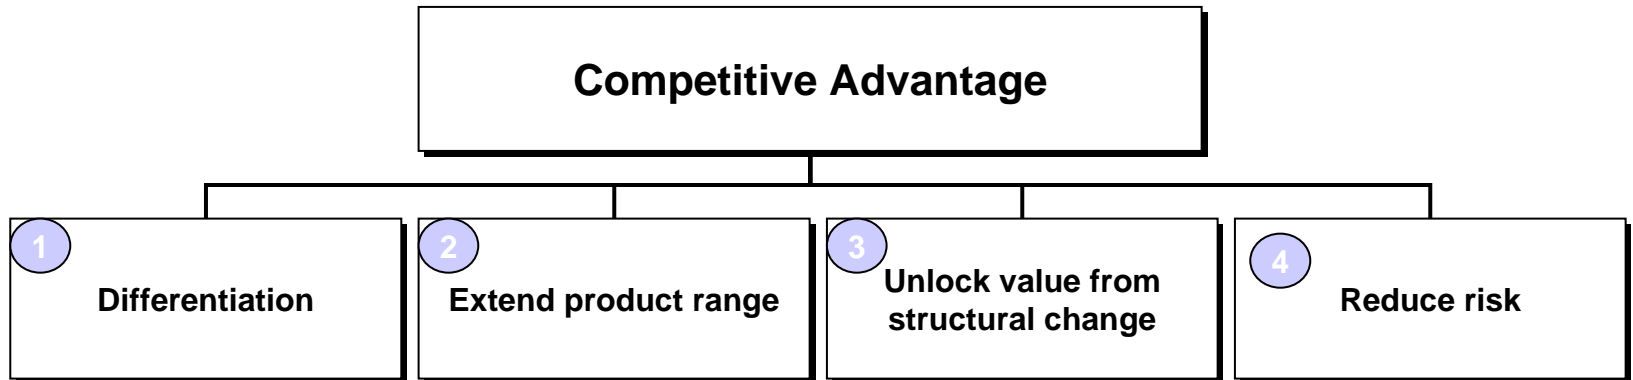 Competitive Advantage
1
Differentiation
2
Extend product range
3
Unlock value from
structural change
4
Reduce risk